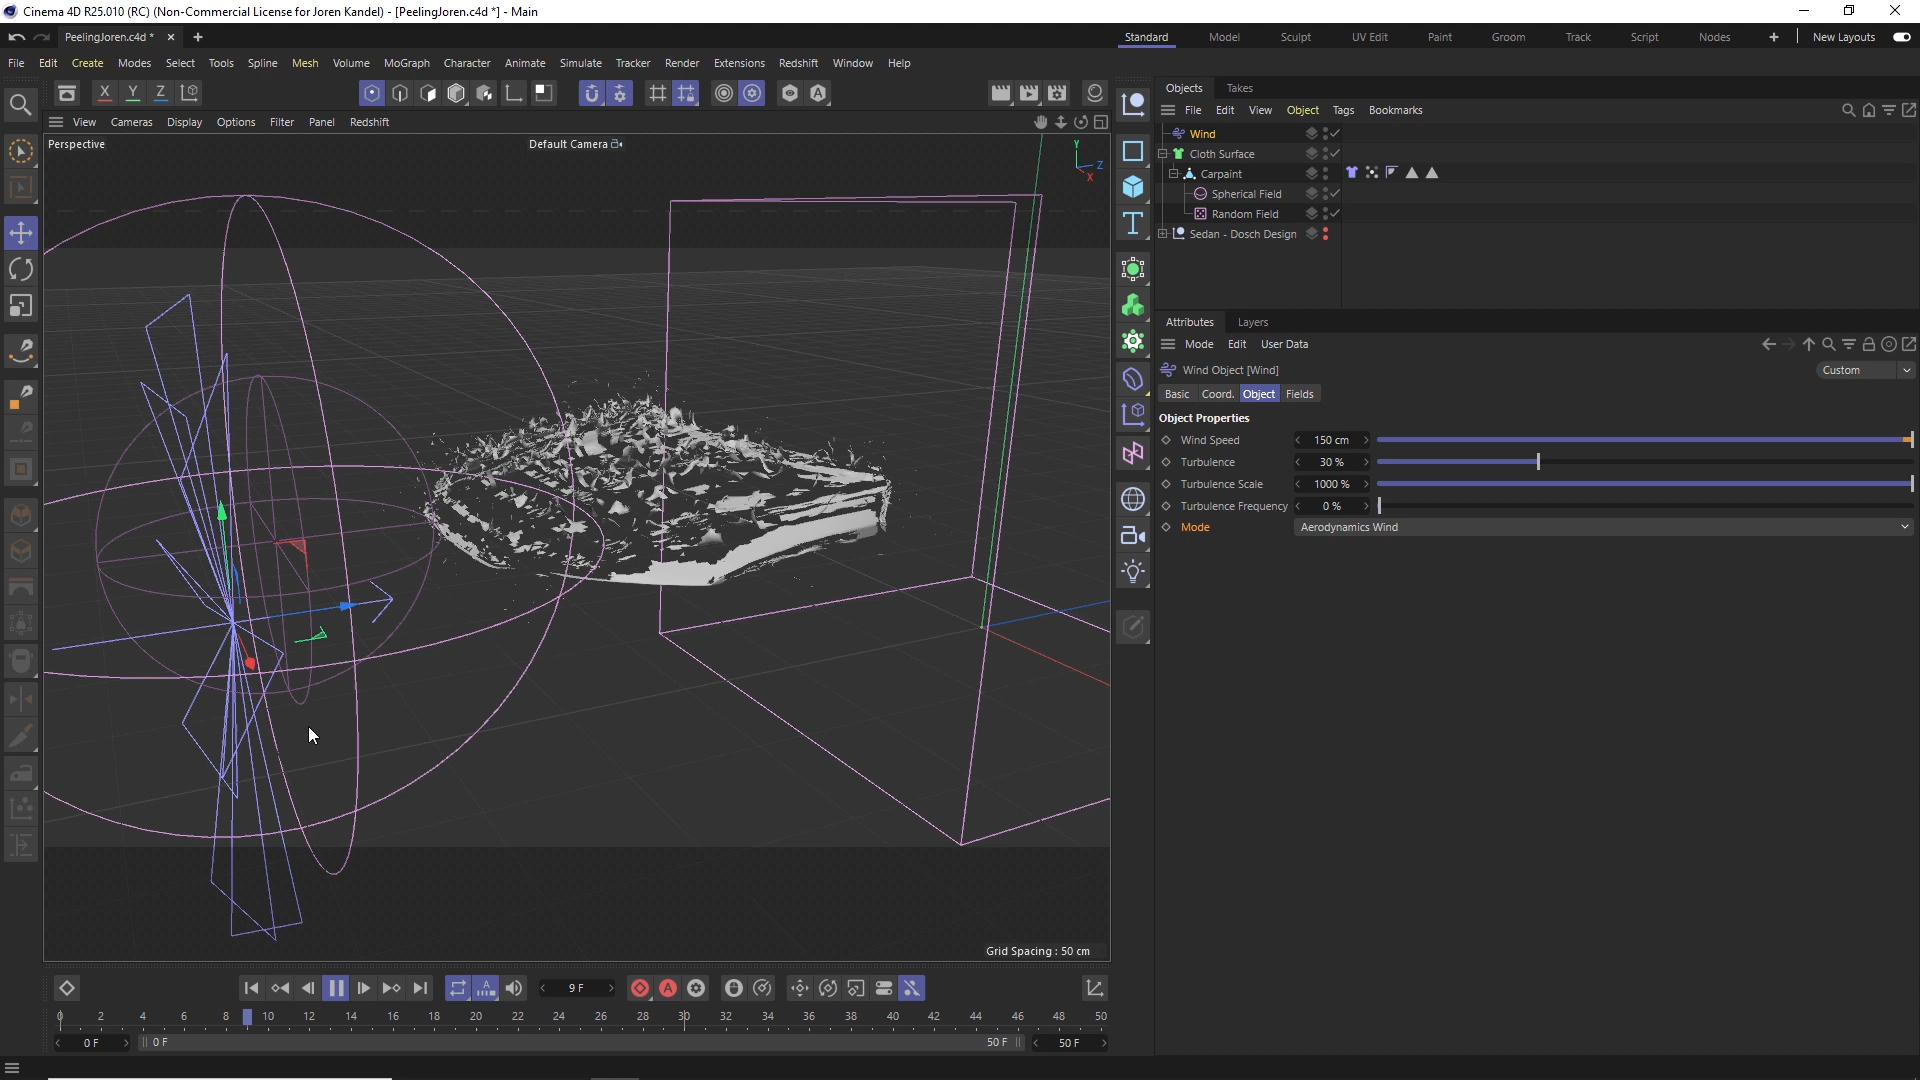 Cinema 4D R25.010 (RC) (Non-Commercial License for Joren Kandel) - [PeelingJoren.c4d *] - Main
PeelingJoren.c4d *
Standard Model Sculpt UV Edit Paint Groom Track Script Nodes New Layouts
File Edit Create Modes Select Tools Spline Mesh Volume MoGraph Character Animate Simulate Tracker Render Extensions Redshift Window Help
X Y Z
View Cameras Display Options Filter Panel Redshift
Perspective
Default Camera
Y
Z
X
Grid Spacing : 50 cm
Objects Takes
File Edit View Object Tags Bookmarks
Wind
Cloth Surface
Carpaint
Spherical Field
Random Field
Sedan - Dosch Design
Attributes Layers
Mode Edit User Data
Wind Object [Wind]
Custom
Basic Coord. Object Fields
Object Properties
Wind Speed 150 cm
Turbulence 30 %
Turbulence Scale 1000 %
Turbulence Frequency 0 %
Mode Aerodynamics Wind
9 F
0 2 4 6 8 10 12 14 16 18 20 22 24 26 28 30 32 34 36 38 40 42 44 46 48 50
0 F 0 F 50 F 50 F